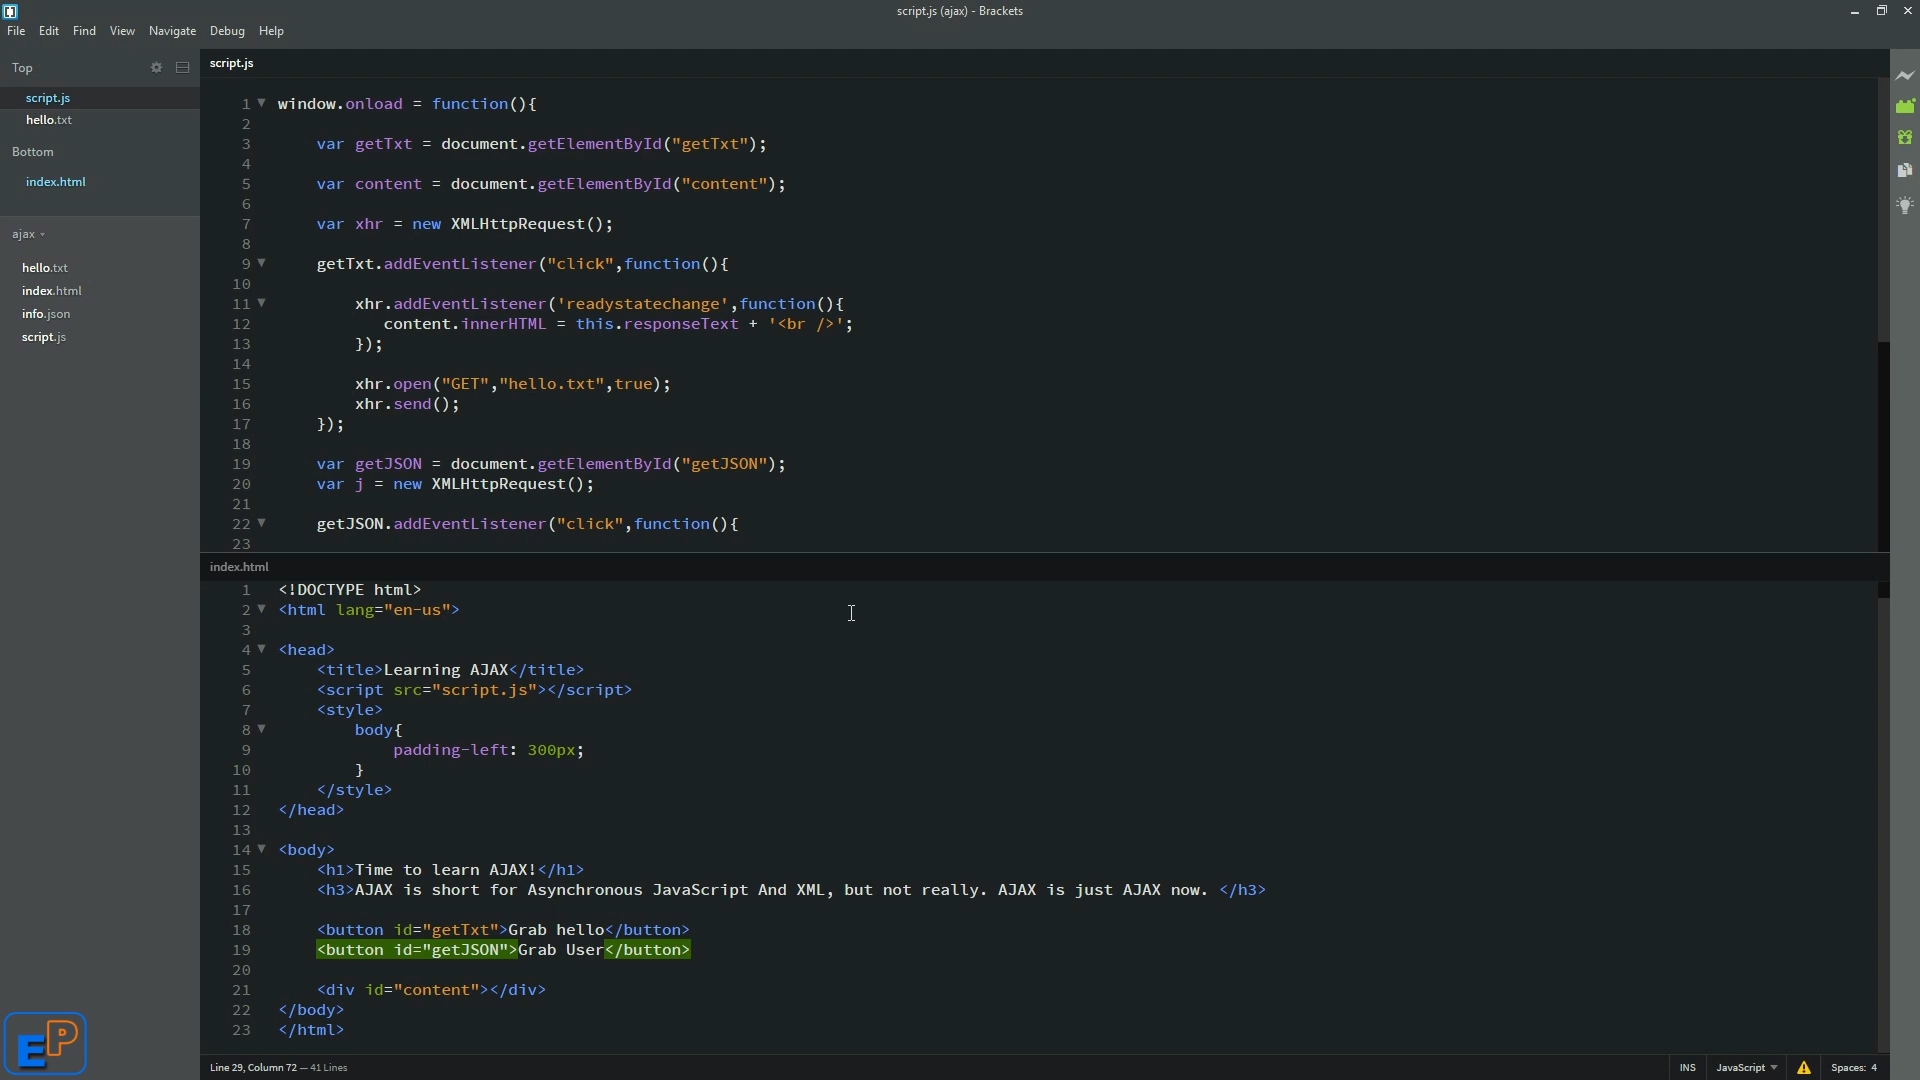 script.js (ajax) - Brackets
File Edit Find View Navigate Debug Help
Top
script.js
hello.txt
Bottom
index.html
ajax
hello.txt
index.html
info.json
script.js
script.js
1 window.onload = function(){
2
3 var getTxt = document.getElementById("getTxt");
4
5 var content = document.getElementById("content");
6
7 var xhr = new XMLHttpRequest();
8
9 getTxt.addEventListener("click",function(){
10
11 xhr.addEventListener('readystatechange',function(){
12 content.innerHTML = this.responseText + '<br />';
13 });
14
15 xhr.open("GET","hello.txt",true);
16 xhr.send();
17 });
18
19 var getJSON = document.getElementById("getJSON");
20 var j = new XMLHttpRequest();
21
22 getJSON.addEventListener("click",function(){
23
index.html
1 <!DOCTYPE html>
2 <html lang="en-us">
3
4 <head>
5 <title>Learning AJAX</title>
6 <script src="script.js"></script>
7 <style>
8 body{
9 padding-left: 300px;
10 }
11 </style>
12 </head>
13
14 <body>
15 <h1>Time to learn AJAX!</h1>
16 <h3>AJAX is short for Asynchronous JavaScript And XML, but not really. AJAX is just AJAX now. </h3>
17
18 <button id="getTxt">Grab hello</button>
19 <button id="getJSON">Grab User</button>
20
21 <div id="content"></div>
22 </body>
23 </html>
EP
Line 29, Column 72 — 41 Lines
INS JavaScript Spaces: 4